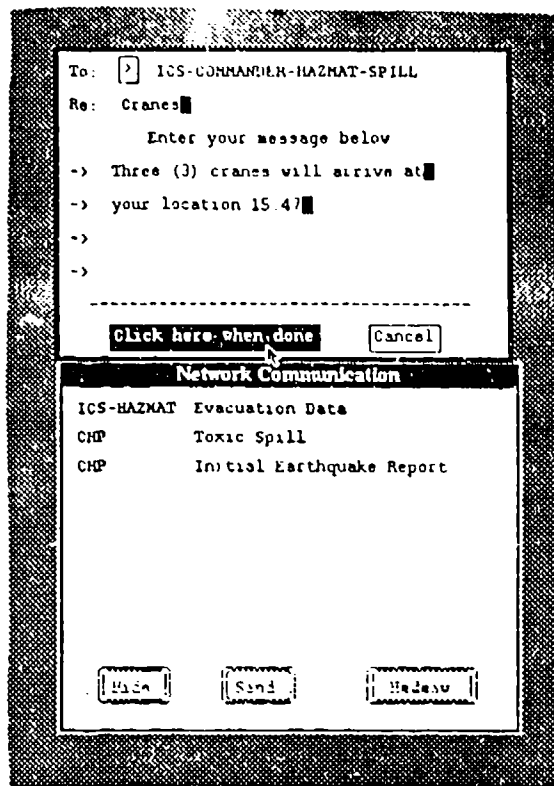 To: > ICS-COMMANDER-HAZMAT-SPILL
Re: Cranes
Enter your message below
-> Three (3) cranes will arrive at
-> your location 15.47
->
->
Click here when done Cancel
Network Communication
ICS-HAZMAT Evacuation Data
CHP Toxic Spill
CHP Initial Earthquake Report
Hide Send Redraw